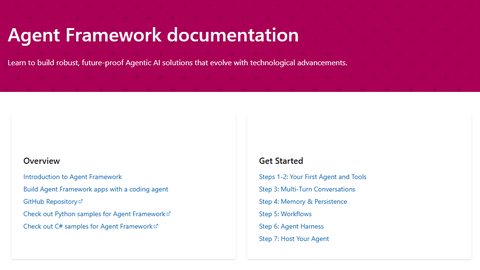 Agent Framework documentation
Learn to build robust, future-proof Agentic AI solutions that evolve with technological advancements.
Overview
Introduction to Agent Framework
Build Agent Framework apps with a coding agent
GitHub Repository
Check out Python samples for Agent Framework
Check out C# samples for Agent Framework
Get Started
Steps 1-2: Your First Agent and Tools
Step 3: Multi-Turn Conversations
Step 4: Memory & Persistence
Step 5: Workflows
Step 6: Agent Harness
Step 7: Host Your Agent